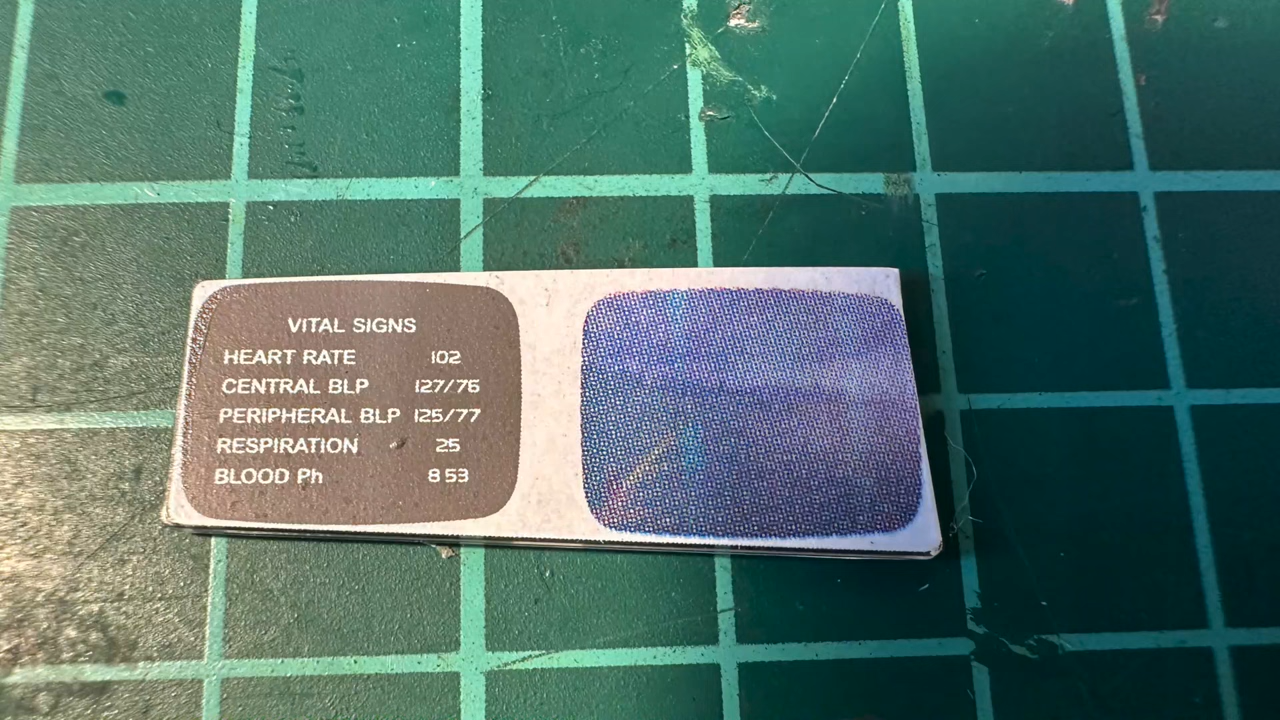 VITAL SIGNS
HEART RATE 102
CENTRAL BLP 127/76
PERIPHERAL BLP 125/77
RESPIRATION 25
BLOOD Ph 8 53